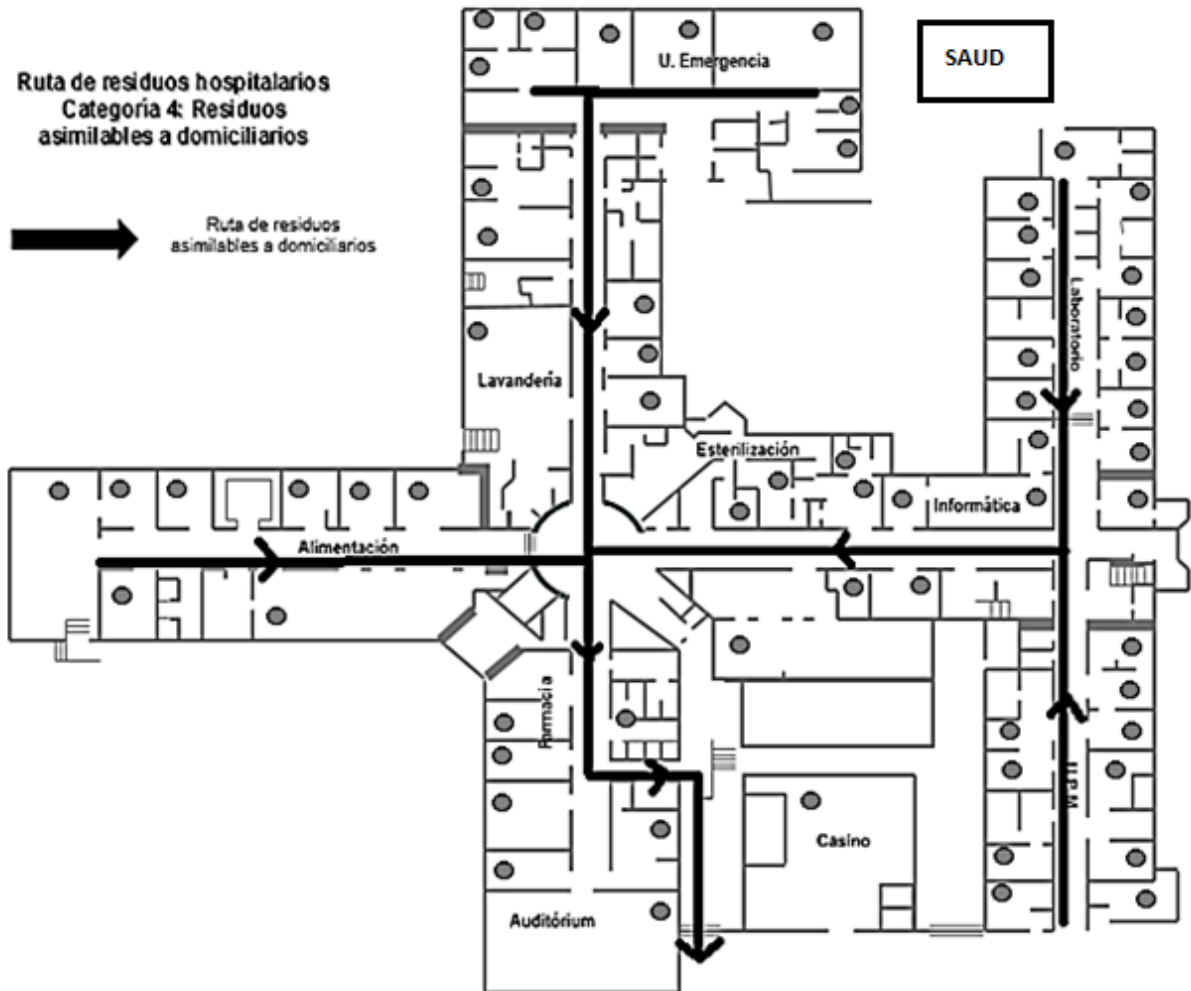 Ruta de residuos hospitalarios
Categoría 4: Residuos
asimilables a domiciliarios
Ruta de residuos
asimilables a domiciliarios
U. Emergencia
SAUD
Laboratorio
Lavandería
Esterilización
Informática
Alimentación
Farmacia
U.P.M
Casino
Auditórium